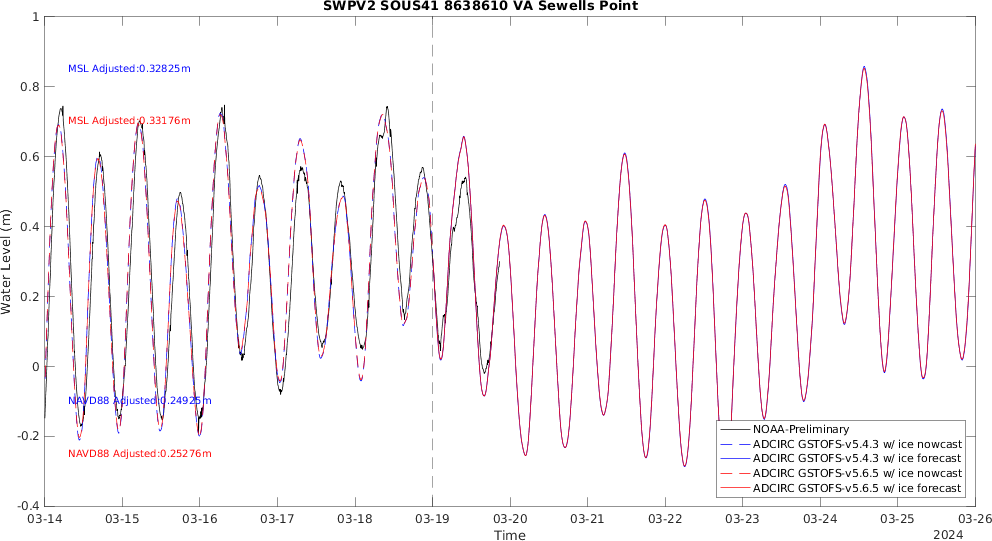 SWPV2 SOUS41 8638610 VA Sewells Point
1
0.8
0.6
0.4
0.2
0
-0.2
-0.4
Water Level (m)
MSL Adjusted:0.32825m
MSL Adjusted:0.33176m
NAVD88 Adjusted:0.24925m
NAVD88 Adjusted:0.25276m
NOAA-Preliminary
ADCIRC GSTOFS-v5.4.3 w/ ice nowcast
ADCIRC GSTOFS-v5.4.3 w/ ice forecast
ADCIRC GSTOFS-v5.6.5 w/ ice nowcast
ADCIRC GSTOFS-v5.6.5 w/ ice forecast
03-14 03-15 03-16 03-17 03-18 03-19 03-20 03-21 03-22 03-23 03-24 03-25 03-26
Time
2024